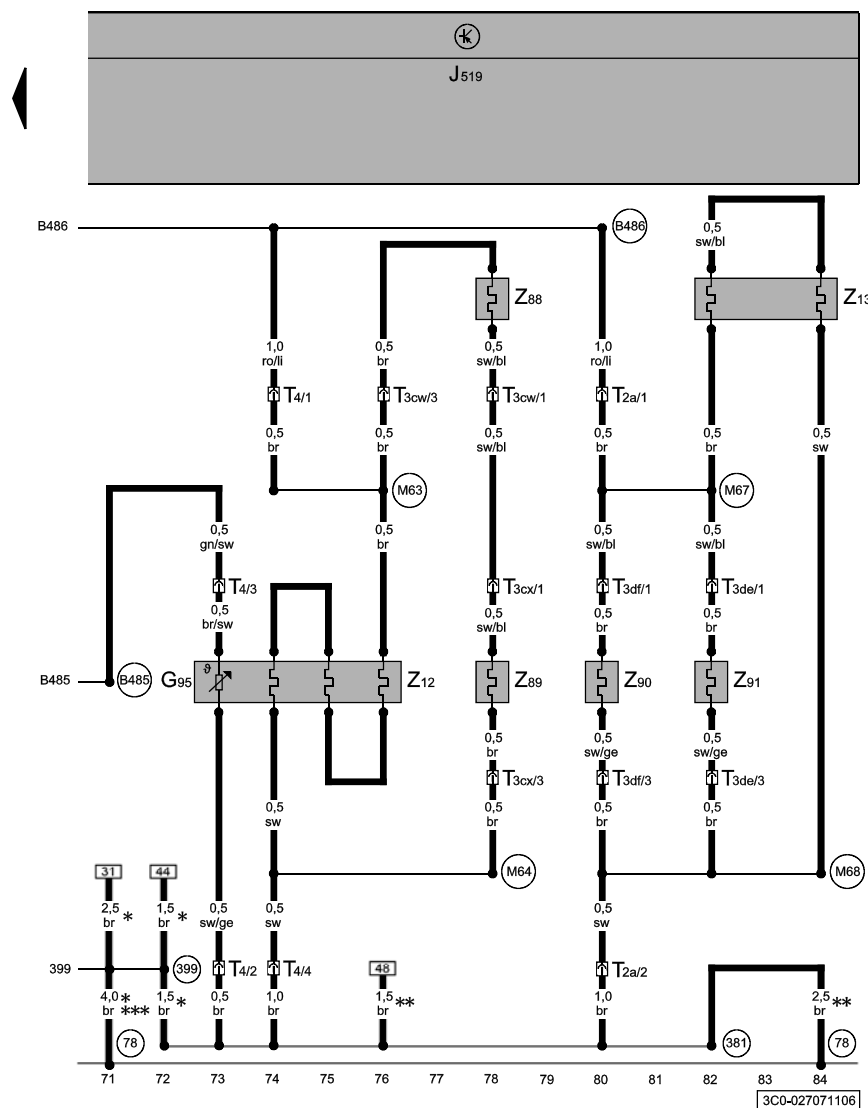 J519
B486
B486
0,5
sw/bl
Z88
Z13
1,0
ro/li
0,5
br
0,5
sw/bl
1,0
ro/li
T4/1
T3cw/3
T3cw/1
T2a/1
0,5
br
0,5
br
0,5
sw/bl
0,5
br
0,5
br
0,5
sw
M63
M67
0,5
gn/sw
0,5
br
0,5
sw/bl
0,5
sw/bl
T4/3
T3cx/1
T3df/1
T3de/1
0,5
br/sw
0,5
sw/bl
0,5
br
0,5
br
B485
B485
G95
ϑ
Z12
Z89
Z90
Z91
0,5
br
0,5
sw/ge
0,5
sw/ge
T3cx/3
T3df/3
T3de/3
0,5
sw
0,5
br
0,5
br
0,5
br
31
44
M64
M68
2,5
br *
1,5
br *
0,5
sw/ge
0,5
sw
0,5
sw
399
399
T4/2
T4/4
48
T2a/2
4,0 *
br ***
1,5
br *
0,5
br
1,0
br
1,5
br **
1,0
br
2,5
br **
78
381
78
71 72 73 74 75 76 77 78 79 80 81 82 83 84
3C0-027071106